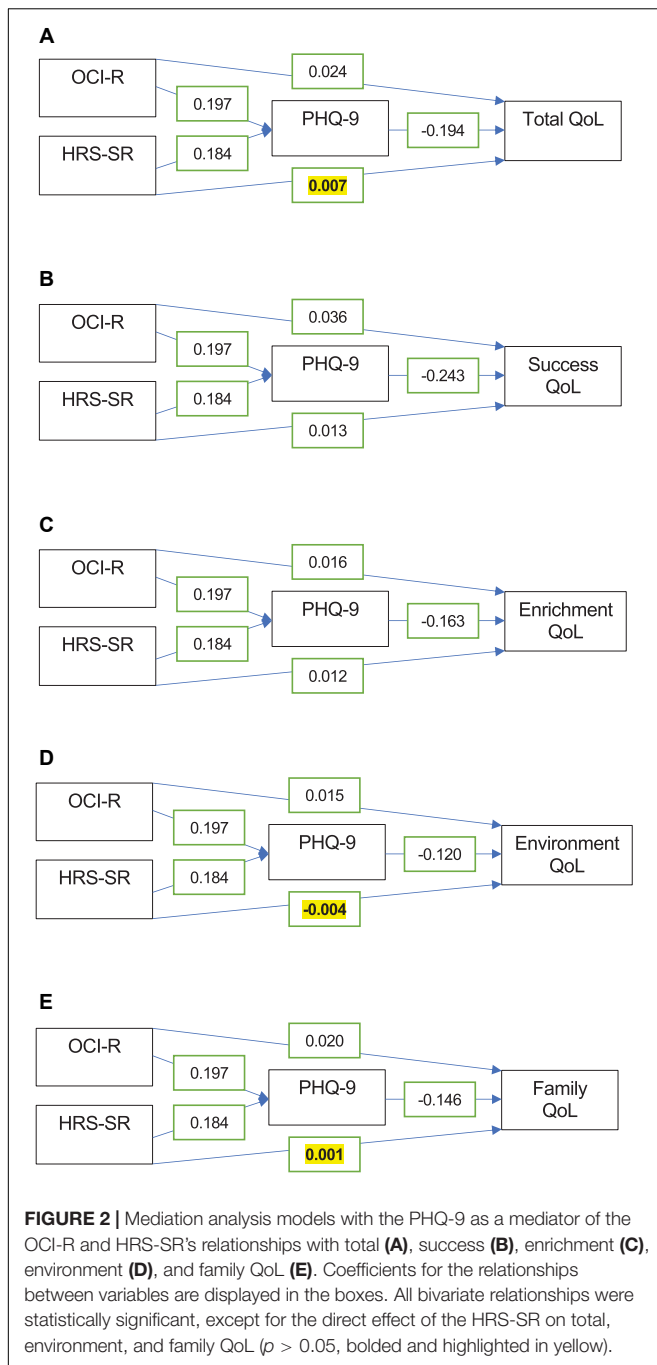 A
OCI-R
0.024
0.197
PHQ-9
-0.194
Total QoL
HRS-SR
0.184
0.007
B
OCI-R
0.036
0.197
PHQ-9
-0.243
Success
QoL
HRS-SR
0.184
0.013
C
OCI-R
0.016
0.197
PHQ-9
-0.163
Enrichment
QoL
HRS-SR
0.184
0.012
D
OCI-R
0.015
0.197
PHQ-9
-0.120
Environment
QoL
HRS-SR
0.184
-0.004
E
OCI-R
0.020
0.197
PHQ-9
-0.146
Family
QoL
HRS-SR
0.184
0.001
FIGURE 2 | Mediation analysis models with the PHQ-9 as a mediator of the
OCI-R and HRS-SR's relationships with total (A), success (B), enrichment (C),
environment (D), and family QoL (E). Coefficients for the relationships
between variables are displayed in the boxes. All bivariate relationships were
statistically significant, except for the direct effect of the HRS-SR on total,
environment, and family QoL (p > 0.05, bolded and highlighted in yellow).